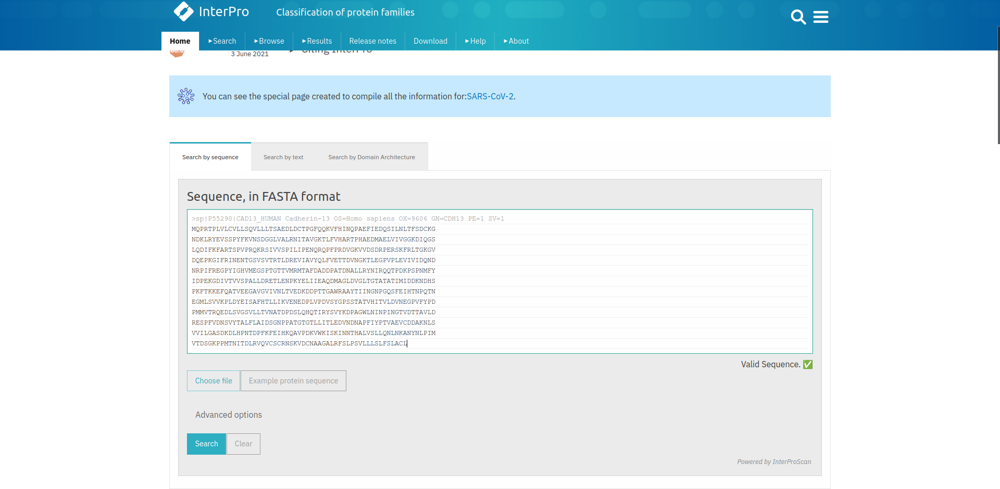 InterPro
Classification of protein families
Home
Search
Browse
Results
Release notes
Download
Help
About
3 June 2021
Citing InterPro
You can see the special page created to compile all the information for:SARS-CoV-2.
Search by sequence
Search by text
Search by Domain Architecture
Sequence, in FASTA format
>sp|P55290|CAD13_HUMAN Cadherin-13 OS=Homo sapiens OX=9606 GN=CDH13 PE=1 SV=1
MQPRTPLVLCVLLSQVLLLTSAEDLDCTPGFQQKVFHINQPAEFIEDQSILNLTFSDCKG
NDKLRYEVSSPYFKVNSDGGLVALRNITAVGKTLFVHARTPHAEDMAELVIVGGKDIQGS
LQDIFKFARTSPVPRQKRSIVVSPILIPENQRQPFPRDVGKVVDSDRPERSKFRLTGKGV
DQEPKGIFRINENTGSVSVTRTLDREVIAVYQLFVETTDVNGKTLEGPVPLEVIVIDQND
NRPIFREGPYIGHVMEGSPTGTTVMRMTAFDADDPATDNALLRYNIRQQTPDKPSPNMFY
IDPEKGDIVTVVSPALLDRETLENPKYELIIEAQDMAGLDVGLTGTATATIMIDDKNDHS
PKFTKKEFQATVEEGAVGVIVNLTVEDKDDPTTGAWRAAYTIINGNPGQSFEIHTNPQTN
EGMLSVVKPLDYEISAFHTLLIKVENEDPLVPDVSYGPSSTATVHITVLDVNEGPVFYPD
PMMVTRQEDLSVGSVLLTVNATDPDSLQHQTIRYSVYKDPAGWLNINPINGTVDTTAVLD
RESPFVDNSVYTALFLAIDSGNPPATGTGTLLITLEDVNDNAPFIYPTVAEVCDDAKNLS
VVILGASDKDLHPNTDPFKFEIHKQAVPDKVWKISKINNTHALVSLLQNLNKANYNLPIM
VTDSGKPPMTNITDLRVQVCSCRNSKVDCNAAGALRFSLPSVLLLSLFSLACL
Valid Sequence. ✅
Choose file
Example protein sequence
Advanced options
Search
Clear
Powered by InterProScan